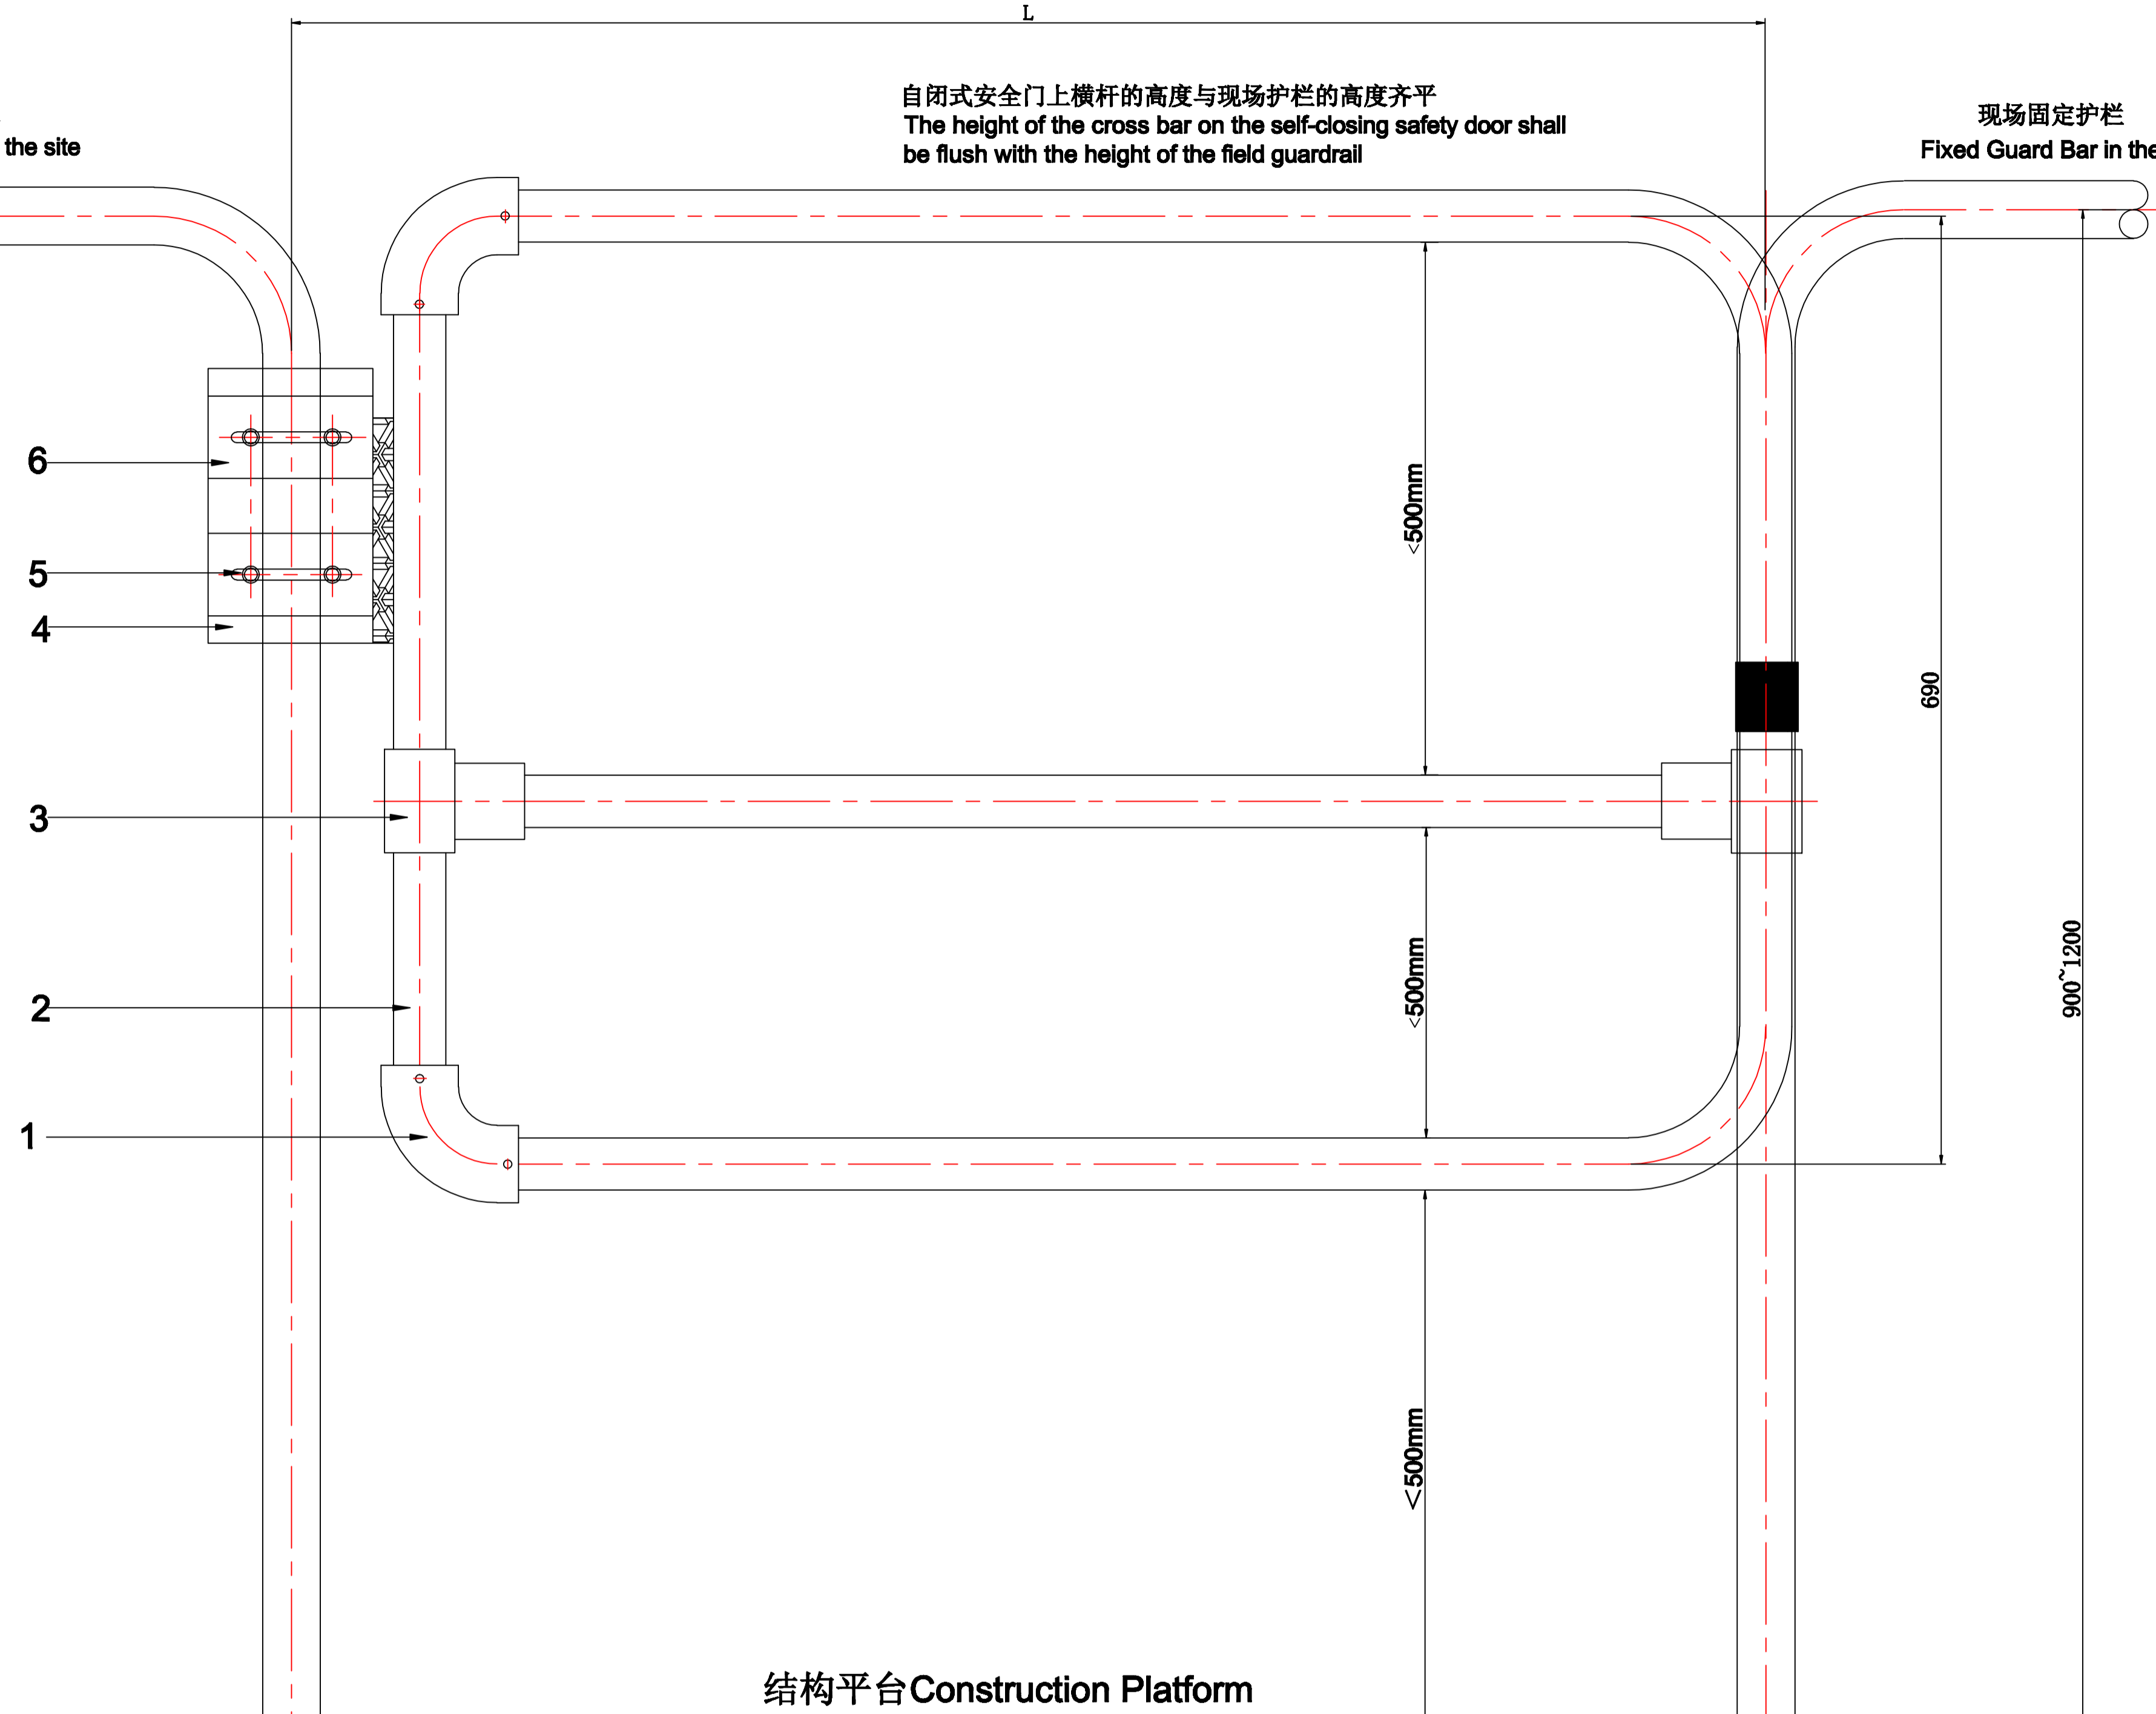 L
自闭式安全门上横杆的高度与现场护栏的高度齐平
The height of the cross bar on the self-closing safety door shall
be flush with the height of the field guardrail
现场固定护栏
Fixed Guard Bar in the
the site
6
5
4
3
2
1
<500mm
<500mm
<500mm
690
900~1200
结构平台Construction Platform